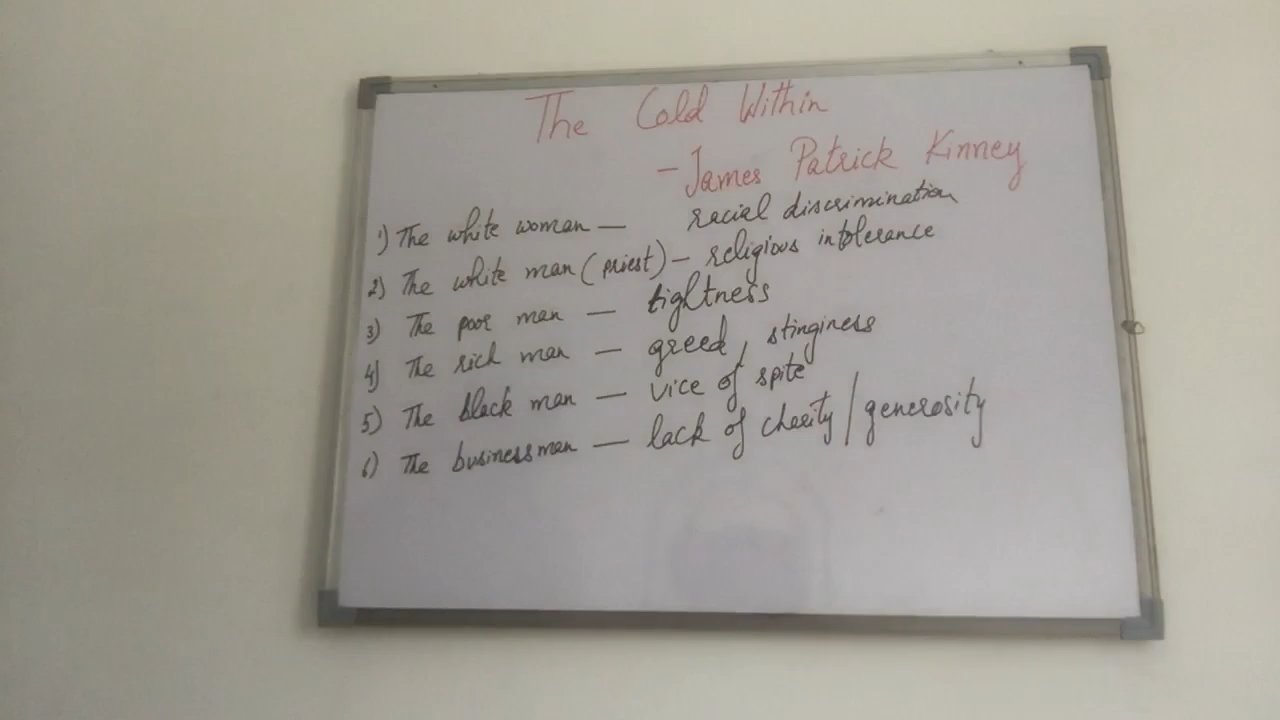 The Cold Within
- James Patrick Kinney
1) The white woman — racial discrimination
2) The white man (priest) - religious intolerance
3) The poor man — tightness
4) The rich man — greed, stinginess
5) The black man — vice of spite
6) The businessman — lack of charity / generosity